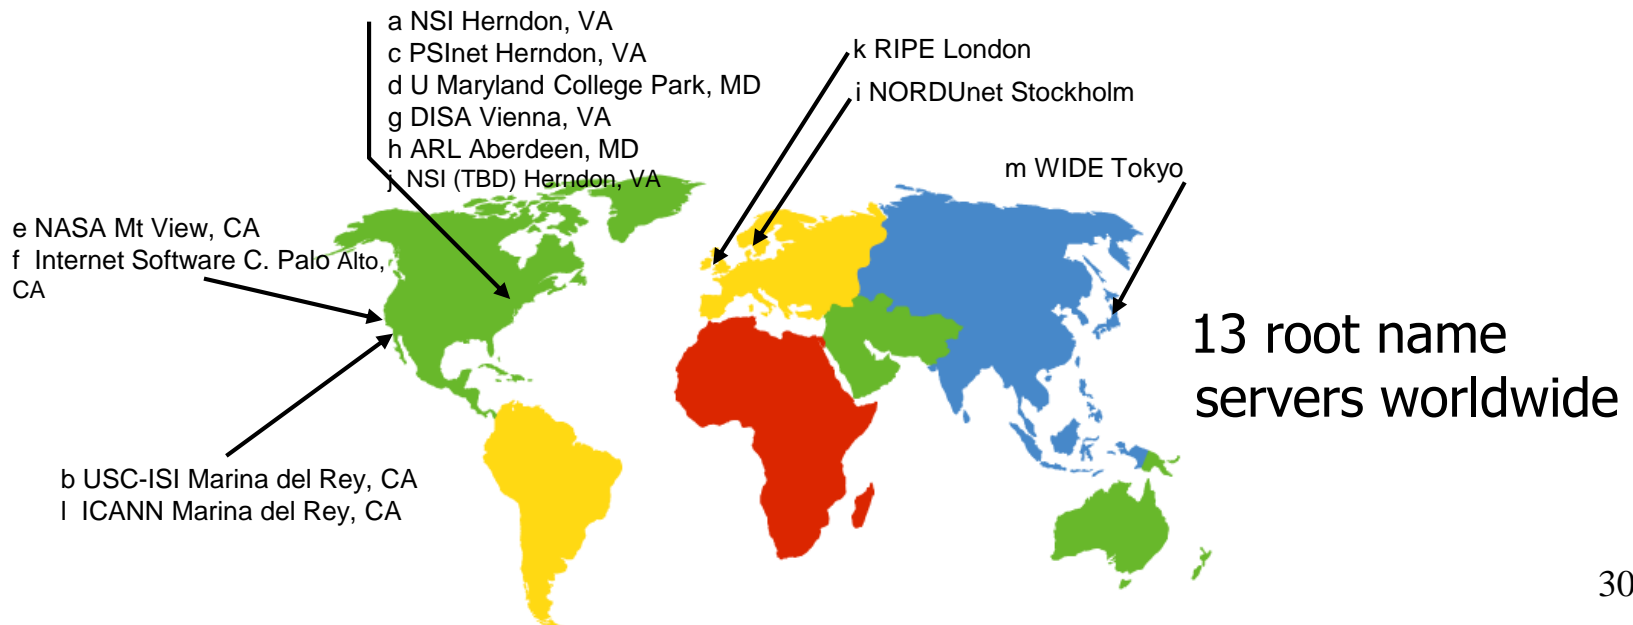 a NSI Herndon, VA
c PSInet Herndon, VA
d U Maryland College Park, MD
g DISA Vienna, VA
h ARL Aberdeen, MD
j NSI (TBD) Herndon, VA
k RIPE London
i NORDUnet Stockholm
m WIDE Tokyo
e NASA Mt View, CA
f Internet Software C. Palo Alto,
CA
b USC-ISI Marina del Rey, CA
l ICANN Marina del Rey, CA
13 root name
servers worldwide
30